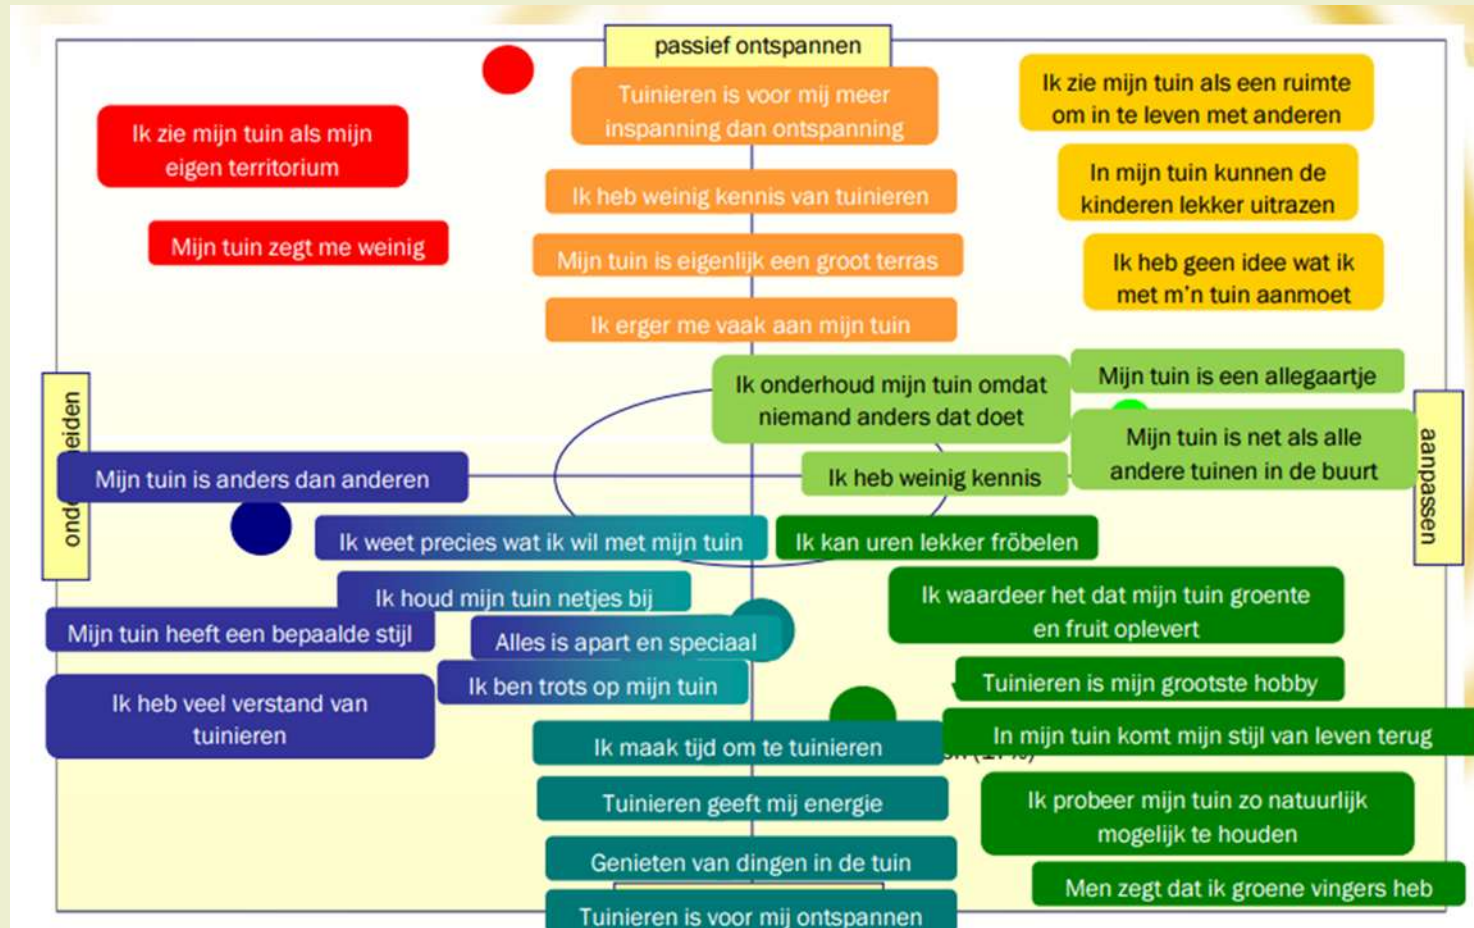 passief ontspannen
Tuinieren is voor mij meer
inspanning dan ontspanning
Ik zie mijn tuin als een ruimte
om in te leven met anderen
Ik zie mijn tuin als mijn
eigen territorium
In mijn tuin kunnen de
kinderen lekker uitrazen
Ik heb weinig kennis van tuinieren
Mijn tuin zegt me weinig
Mijn tuin is eigenlijk een groot terras
Ik heb geen idee wat ik
met m'n tuin aanmoet
Ik erger me vaak aan mijn tuin
Ik onderhoud mijn tuin omdat
niemand anders dat doet
Mijn tuin is een allegaartje
Mijn tuin is net als alle
andere tuinen in de buurt
aanpassen
Mijn tuin is anders dan anderen
Ik heb weinig kennis
Ik weet precies wat ik wil met mijn tuin
Ik kan uren lekker fröbelen
Ik houd mijn tuin netjes bij
Ik waardeer het dat mijn tuin groente
en fruit oplevert
Mijn tuin heeft een bepaalde stijl
Alles is apart en speciaal
Ik ben trots op mijn tuin
Tuinieren is mijn grootste hobby
Ik heb veel verstand van
tuinieren
In mijn tuin komt mijn stijl van leven terug
Ik maak tijd om te tuinieren
Tuinieren geeft mij energie
Ik probeer mijn tuin zo natuurlijk
mogelijk te houden
Genieten van dingen in de tuin
Men zegt dat ik groene vingers heb
Tuinieren is voor mij ontspannen